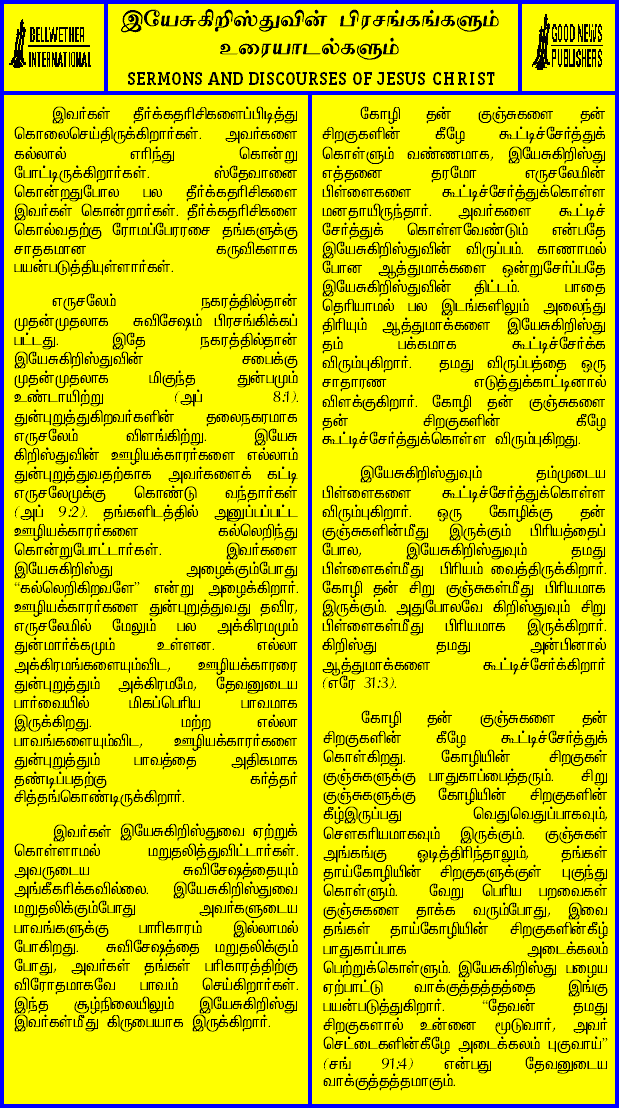 BELLWETHER
INTERNATIONAL
இயேசுகிறிஸ்துவின் பிரசங்கங்களும்
உரையாடல்களும்
SERMONS AND DISCOURSES OF JESUS CHRIST
GOOD NEWS
PUBLISHERS
இவர்கள் தீர்க்கதரிசிகளைப்பிடித்து
கொலைசெய்திருக்கிறார்கள். அவர்களை
கல்லால் எரிந்து கொன்று
போட்டிருக்கிறார்கள். ஸ்தேவானை
கொன்றதுபோல பல தீர்க்கதரிசிகளை
இவர்கள் கொன்றார்கள். தீர்க்கதரிசிகளை
கொல்வதற்கு ரோமப்பேரரசை தங்களுக்கு
சாதகமான கருவிகளாக
பயன்படுத்தியுள்ளார்கள்.
எருசலேம் நகரத்தில்தான்
முதன்முதலாக சுவிசேஷம் பிரசங்கிக்கப்
பட்டது. இதே நகரத்தில்தான்
இயேசுகிறிஸ்துவின் சபைக்கு
முதன்முதலாக மிகுந்த துன்பமும்
உண்டாயிற்று (அப் 8:1).
துன்புறுத்துகிறவர்களின் தலைநகரமாக
எருசலேம் விளங்கிற்று. இயேசு
கிறிஸ்துவின் ஊழியக்காரர்களை எல்லாம்
துன்புறுத்துவதற்காக அவர்களைக் கட்டி
எருசலேமுக்கு கொண்டு வந்தார்கள்
(அப் 9:2). தங்களிடத்தில் அனுப்பப்பட்ட
ஊழியக்காரர்களை கல்லெறிந்து
கொன்றுபோட்டார்கள். இவர்களை
இயேசுகிறிஸ்து அழைக்கும்போது
“கல்லெறிகிறவளே” என்று அழைக்கிறார்.
ஊழியக்காரர்களை துன்புறுத்துவது தவிர,
எருசலேமில் மேலும் பல அக்கிரமமும்
துன்மார்க்கமும் உள்ளன. எல்லா
அக்கிரமங்களையும்விட, ஊழியக்காரரை
துன்புறுத்தும் அக்கிரமமே, தேவனுடைய
பார்வையில் மிகப்பெரிய பாவமாக
இருக்கிறது. மற்ற எல்லா
பாவங்களையும்விட, ஊழியக்காரர்களை
துன்புறுத்தும் பாவத்தை அதிகமாக
தண்டிப்பதற்கு கர்த்தர்
சித்தங்கொண்டிருக்கிறார்.
இவர்கள் இயேசுகிறிஸ்துவை ஏற்றுக்
கொள்ளாமல் மறுதலித்துவிட்டார்கள்.
அவருடைய சுவிசேஷத்தையும்
அங்கீகரிக்கவில்லை. இயேசுகிறிஸ்துவை
மறுதலிக்கும்போது அவர்களுடைய
பாவங்களுக்கு பாரிகாரம் இல்லாமல்
போகிறது. சுவிசேஷத்தை மறுதலிக்கும்
போது, அவர்கள் தங்கள் பரிகாரத்திற்கு
விரோதமாகவே பாவம் செய்கிறார்கள்.
இந்த சூழ்நிலையிலும் இயேசுகிறிஸ்து
இவர்கள்மீது கிருபையாக இருக்கிறார்.
கோழி தன் குஞ்சுகளை தன்
சிறகுகளின் கீழே கூட்டிச்சேர்த்துக்
கொள்ளும் வண்ணமாக, இயேசுகிறிஸ்து
எத்தனை தரமோ எருசலேமின்
பிள்ளைகளை கூட்டிச்சேர்த்துக்கொள்ள
மனதாயிருந்தார். அவர்களை கூட்டிச்
சேர்த்துக் கொள்ளவேண்டும் என்பதே
இயேசுகிறிஸ்துவின் விருப்பம். காணாமல்
போன ஆத்துமாக்களை ஒன்றுசேர்ப்பதே
இயேசுகிறிஸ்துவின் திட்டம். பாதை
தெரியாமல் பல இடங்களிலும் அலைந்து
திரியும் ஆத்துமாக்களை இயேசுகிறிஸ்து
தம் பக்கமாக கூட்டிச்சேர்க்க
விரும்புகிறார். தமது விருப்பத்தை ஒரு
சாதாரண எடுத்துக்காட்டினால்
விளக்குகிறார். கோழி தன் குஞ்சுகளை
தன் சிறகுகளின் கீழே
கூட்டிச்சேர்த்துக்கொள்ள விரும்புகிறது.
இயேசுகிறிஸ்துவும் தம்முடைய
பிள்ளைகளை கூட்டிச்சேர்த்துக்கொள்ள
விரும்புகிறார். ஒரு கோழிக்கு தன்
குஞ்சுகளின்மீது இருக்கும் பிரியத்தைப்
போல, இயேசுகிறிஸ்துவும் தமது
பிள்ளைகள்மீது பிரியம் வைத்திருக்கிறார்.
கோழி தன் சிறு குஞ்சுகள்மீது பிரியமாக
இருக்கும். அதுபோலவே கிறிஸ்துவும் சிறு
பிள்ளைகள்மீது பிரியமாக இருக்கிறார்.
கிறிஸ்து தமது அன்பினால்
ஆத்துமாக்களை கூட்டிச்சேர்க்கிறார்
(எரே 31:3).
கோழி தன் குஞ்சுகளை தன்
சிறகுகளின் கீழே கூட்டிச்சேர்த்துக்
கொள்கிறது. கோழியின் சிறகுகள்
குஞ்சுகளுக்கு பாதுகாப்பைத்தரும். சிறு
குஞ்சுகளுக்கு கோழியின் சிறகுகளின்
கீழ்இருப்பது வெதுவெதுப்பாகவும்,
சௌகரியமாகவும் இருக்கும். குஞ்சுகள்
அங்கங்கு ஓடித்திரிந்தாலும், தங்கள்
தாய்கோழியின் சிறகுகளுக்குள் புகுந்து
கொள்ளும். வேறு பெரிய பறவைகள்
குஞ்சுகளை தாக்க வரும்போது, இவை
தங்கள் தாய்கோழியின் சிறகுகளின்கீழ்
பாதுகாப்பாக அடைக்கலம்
பெற்றுக்கொள்ளும். இயேசுகிறிஸ்து பழைய
ஏற்பாட்டு வாக்குத்தத்தத்தை இங்கு
பயன்படுத்துகிறார். “தேவன் தமது
சிறகுகளால் உன்னை மூடுவார், அவர்
செட்டைகளின்கீழே அடைக்கலம் புகுவாய்”
(சங் 91:4) என்பது தேவனுடைய
வாக்குத்தத்தமாகும்.